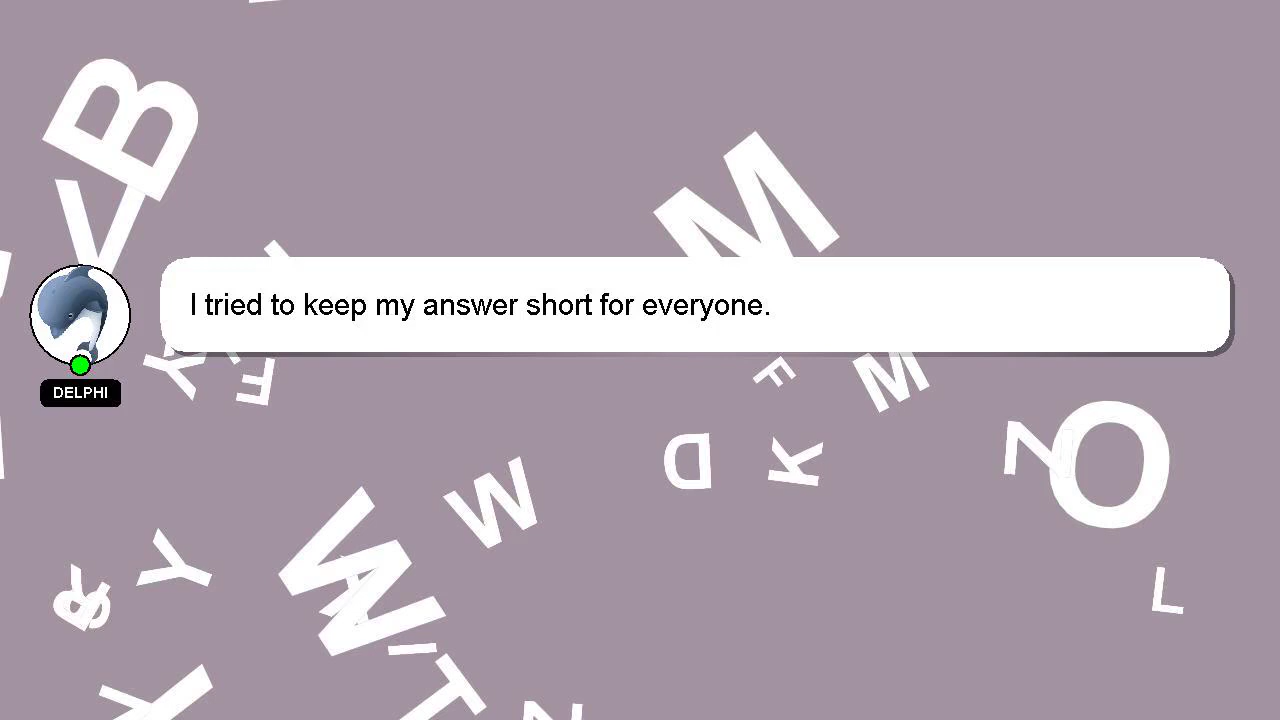 I tried to keep my answer short for everyone.
DELPHI
B
V
M
Y
E
F
M
D
K
Z
O
W
W
A
Y
R
L
I
T